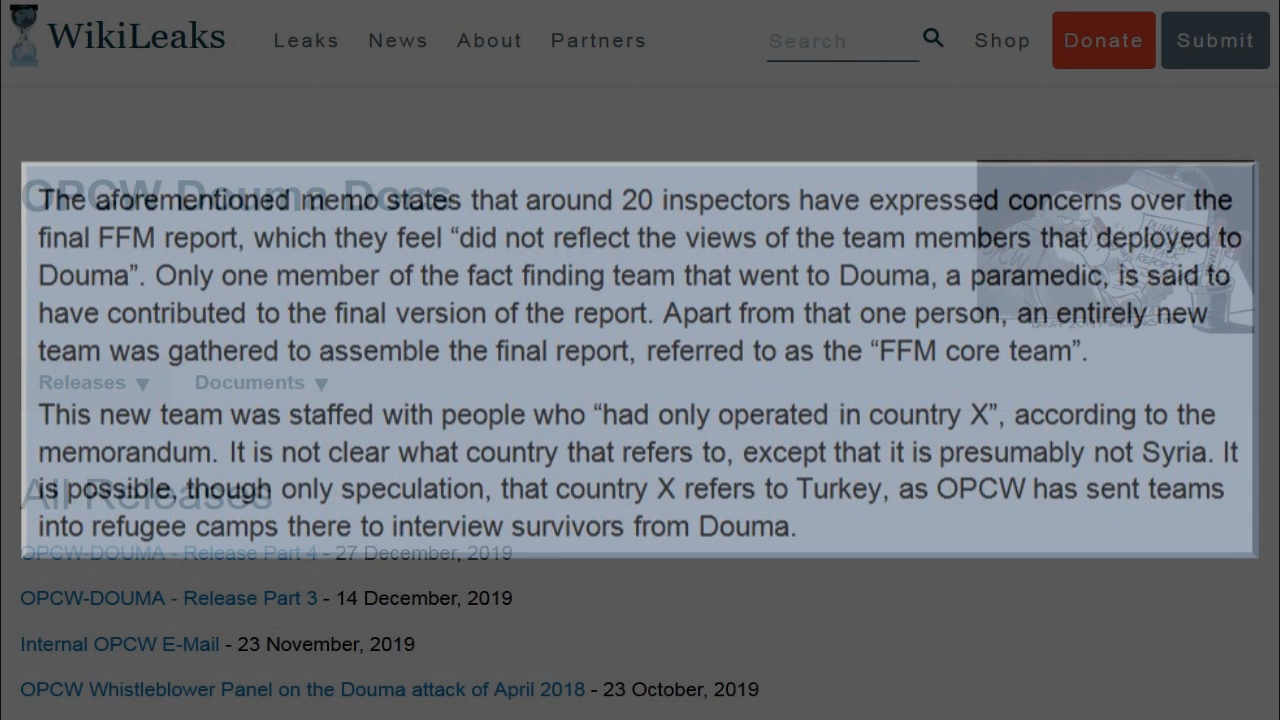 WikiLeaks Leaks News About Partners Search Shop Donate Submit
OPCW Douma Docs
The aforementioned memo states that around 20 inspectors have expressed concerns over the
final FFM report, which they feel “did not reflect the views of the team members that deployed to
Douma”. Only one member of the fact finding team that went to Douma, a paramedic, is said to
have contributed to the final version of the report. Apart from that one person, an entirely new
team was gathered to assemble the final report, referred to as the “FFM core team”.
Releases ▼ Documents ▼
This new team was staffed with people who “had only operated in country X”, according to the
memorandum. It is not clear what country that refers to, except that it is presumably not Syria. It
is possible, though only speculation, that country X refers to Turkey, as OPCW has sent teams
into refugee camps there to interview survivors from Douma.
All Releases
OPCW-DOUMA - Release Part 4 - 27 December, 2019
OPCW-DOUMA - Release Part 3 - 14 December, 2019
Internal OPCW E-Mail - 23 November, 2019
OPCW Whistleblower Panel on the Douma attack of April 2018 - 23 October, 2019